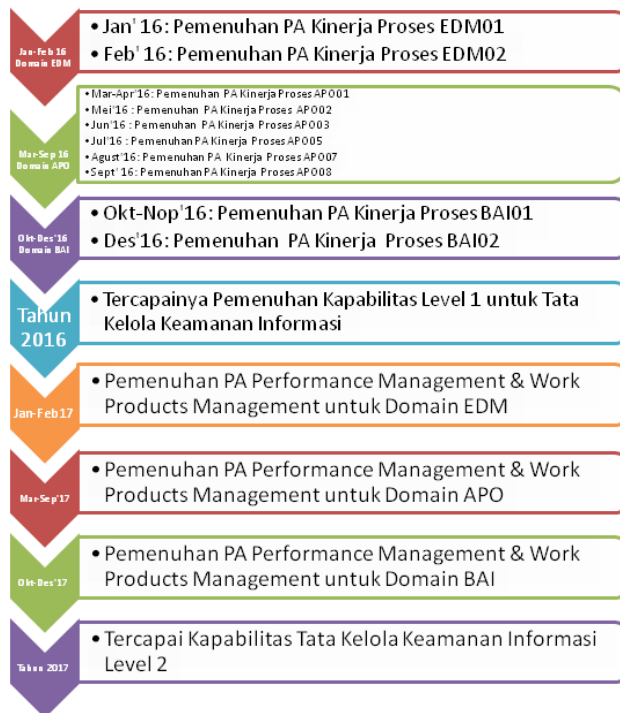 Jan-Feb 16
Domain EDM
• Jan' 16: Pemenuhan PA Kinerja Proses EDM01
• Feb' 16: Pemenuhan PA Kinerja Proses EDM02
Mar-Sep 16
Domain APO
• Mar-Apr'16: Pemenuhan PA Kinerja Proses APO01
• Mei'16 : Pemenuhan PA Kinerja Proses APO02
• Jun'16 : Pemenuhan PA Kinerja Proses APO03
• Jul'16 : Pemenuhan PA Kinerja Proses APO05
• Agust'16: Pemenuhan PA Kinerja Proses APO07
• Sept' 16: Pemenuhan PA Kinerja Proses APO08
Okt-Des'16
Domain BAI
• Okt-Nop'16: Pemenuhan PA Kinerja Proses BAI01
• Des'16: Pemenuhan PA Kinerja Proses BAI02
Tahun
2016
• Tercapainya Pemenuhan Kapabilitas Level 1 untuk Tata
Kelola Keamanan Informasi
Jan-Feb 17
• Pemenuhan PA Performance Management & Work
Products Management untuk Domain EDM
Mar-Sep'17
• Pemenuhan PA Performance Management & Work
Products Management untuk Domain APO
Okt-Des'17
• Pemenuhan PA Performance Management & Work
Products Management untuk Domain BAI
Tahun 2017
• Tercapai Kapabilitas Tata Kelola Keamanan Informasi
Level 2